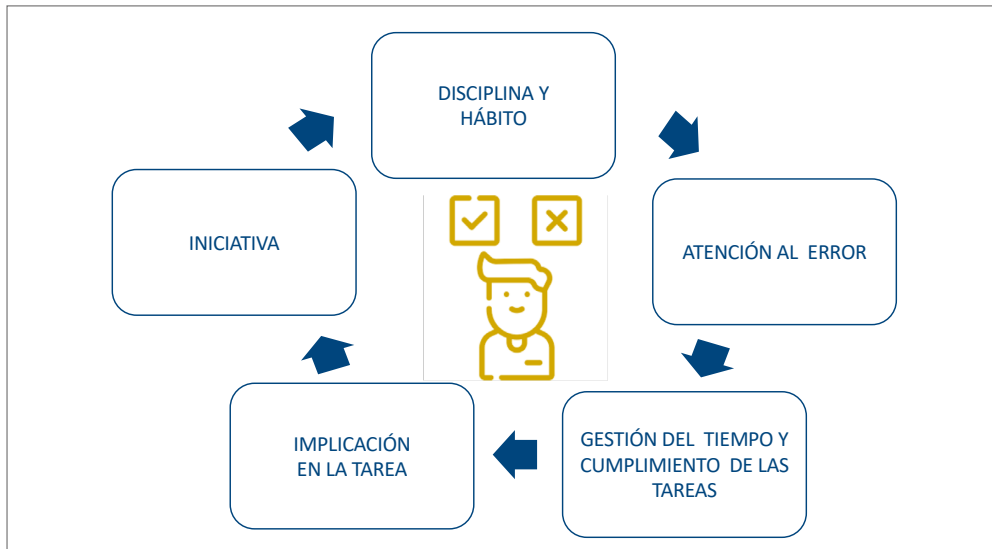 DISCIPLINA Y
HÁBITO
ATENCIÓN AL ERROR
GESTIÓN DEL TIEMPO Y
CUMPLIMIENTO DE LAS
TAREAS
IMPLICACIÓN
EN LA TAREA
INICIATIVA